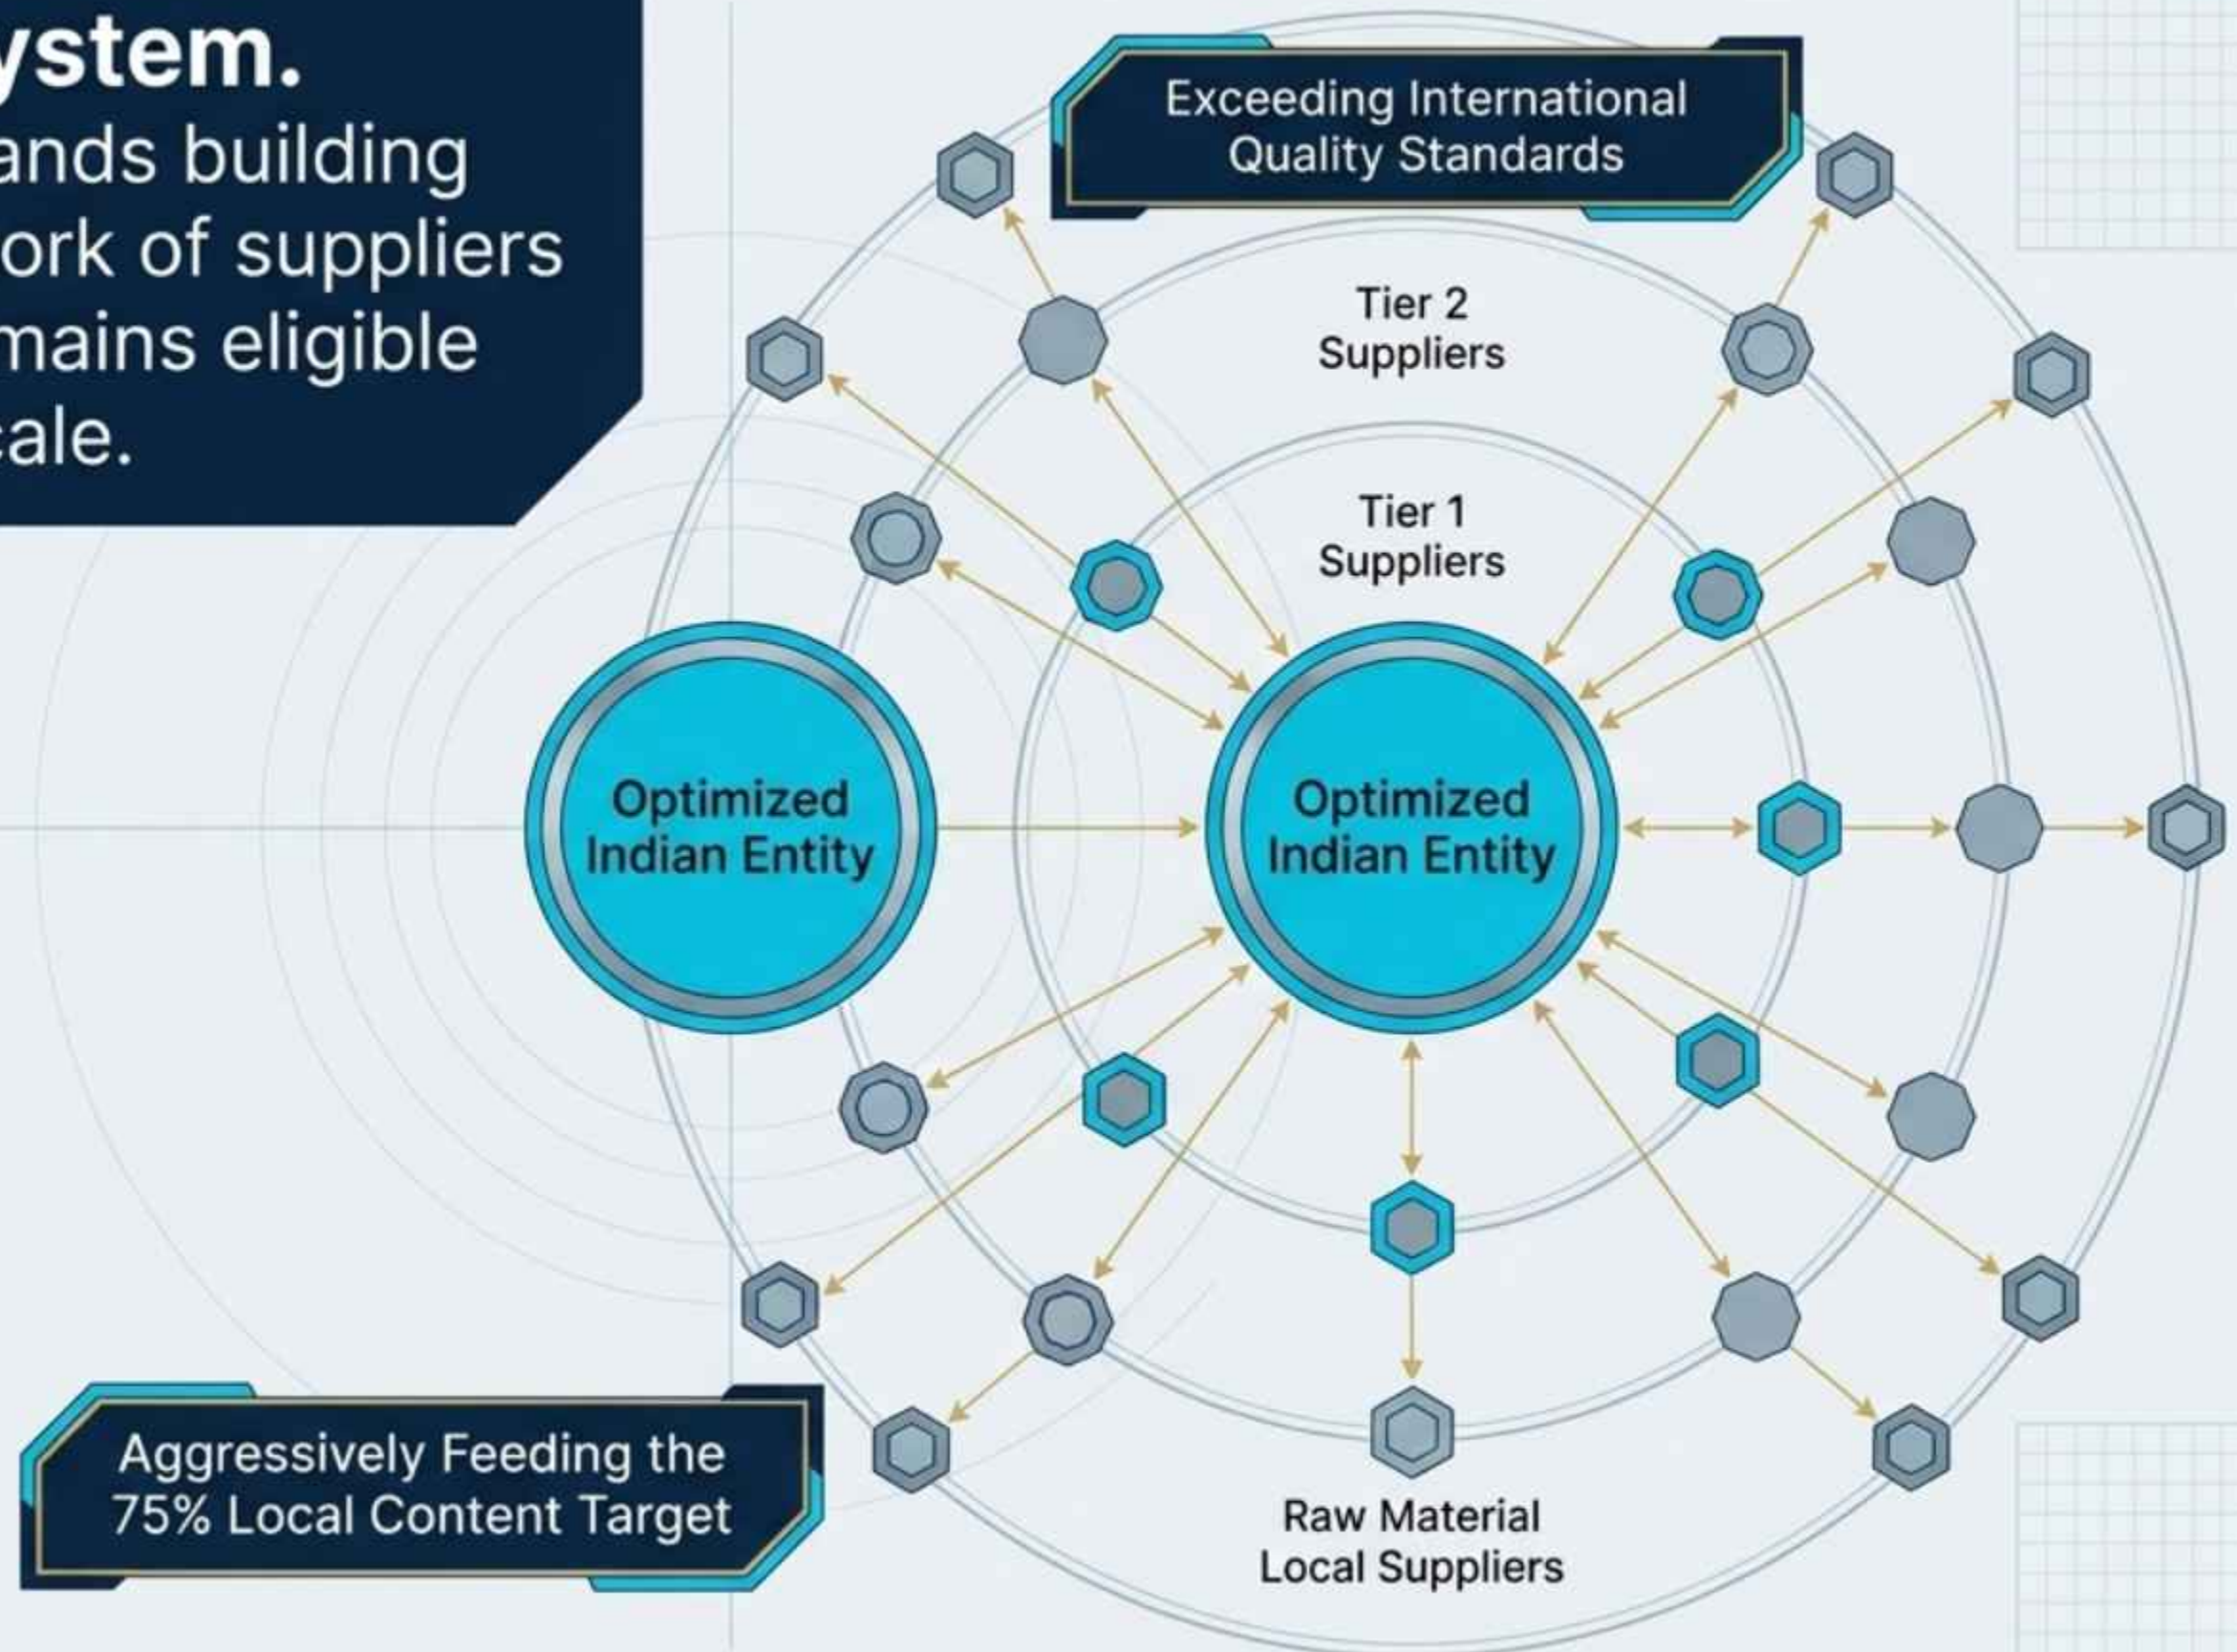 ystem.
ands building
ork of suppliers
mains eligible
cale.
Exceeding International
Quality Standards
Tier 2
Suppliers
Tier 1
Suppliers
Optimized
Indian Entity
Optimized
Indian Entity
Aggressively Feeding the
75% Local Content Target
Raw Material
Local Suppliers